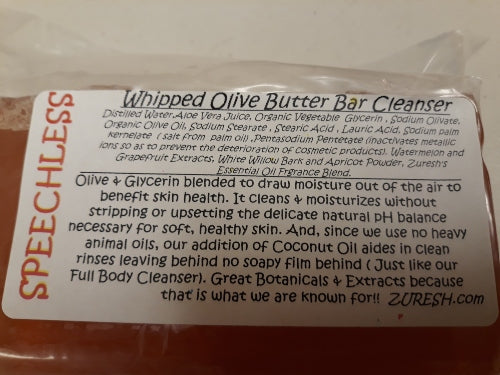 SPEECHLESS
Whipped Olive Butter Bar Cleanser
Distilled Water,Aloe Vera Juice, Organic Vegetable Glycerin , Sodium Olivate,
Organic Olive Oil, Sodium Stearate , Stearic Acid , Lauric Acid, Sodium palm
kernelate ( salt from palm oil) ,Pentasodium Pentetate (inactivates metallic
ions so as to prevent the deterioration of cosmetic products). Watermelon and
Grapefruit Extracts, White Willow Bark and Apricot Powder, Zuresh's
Essential Oil Frgrance Blend.
Olive & Glycerin blended to draw moisture out of the air to
benefit skin health. It cleans & moisturizes without
stripping or upsetting the delicate natural pH balance
necessary for soft, healthy skin. And, since we use no heavy
animal oils, our addition of Coconut Oil aides in clean
rinses leaving behind no soapy film behind ( Just like our
Full Body Cleanser). Great Botanicals & Extracts because
that is what we are known for!! ZURESH.com